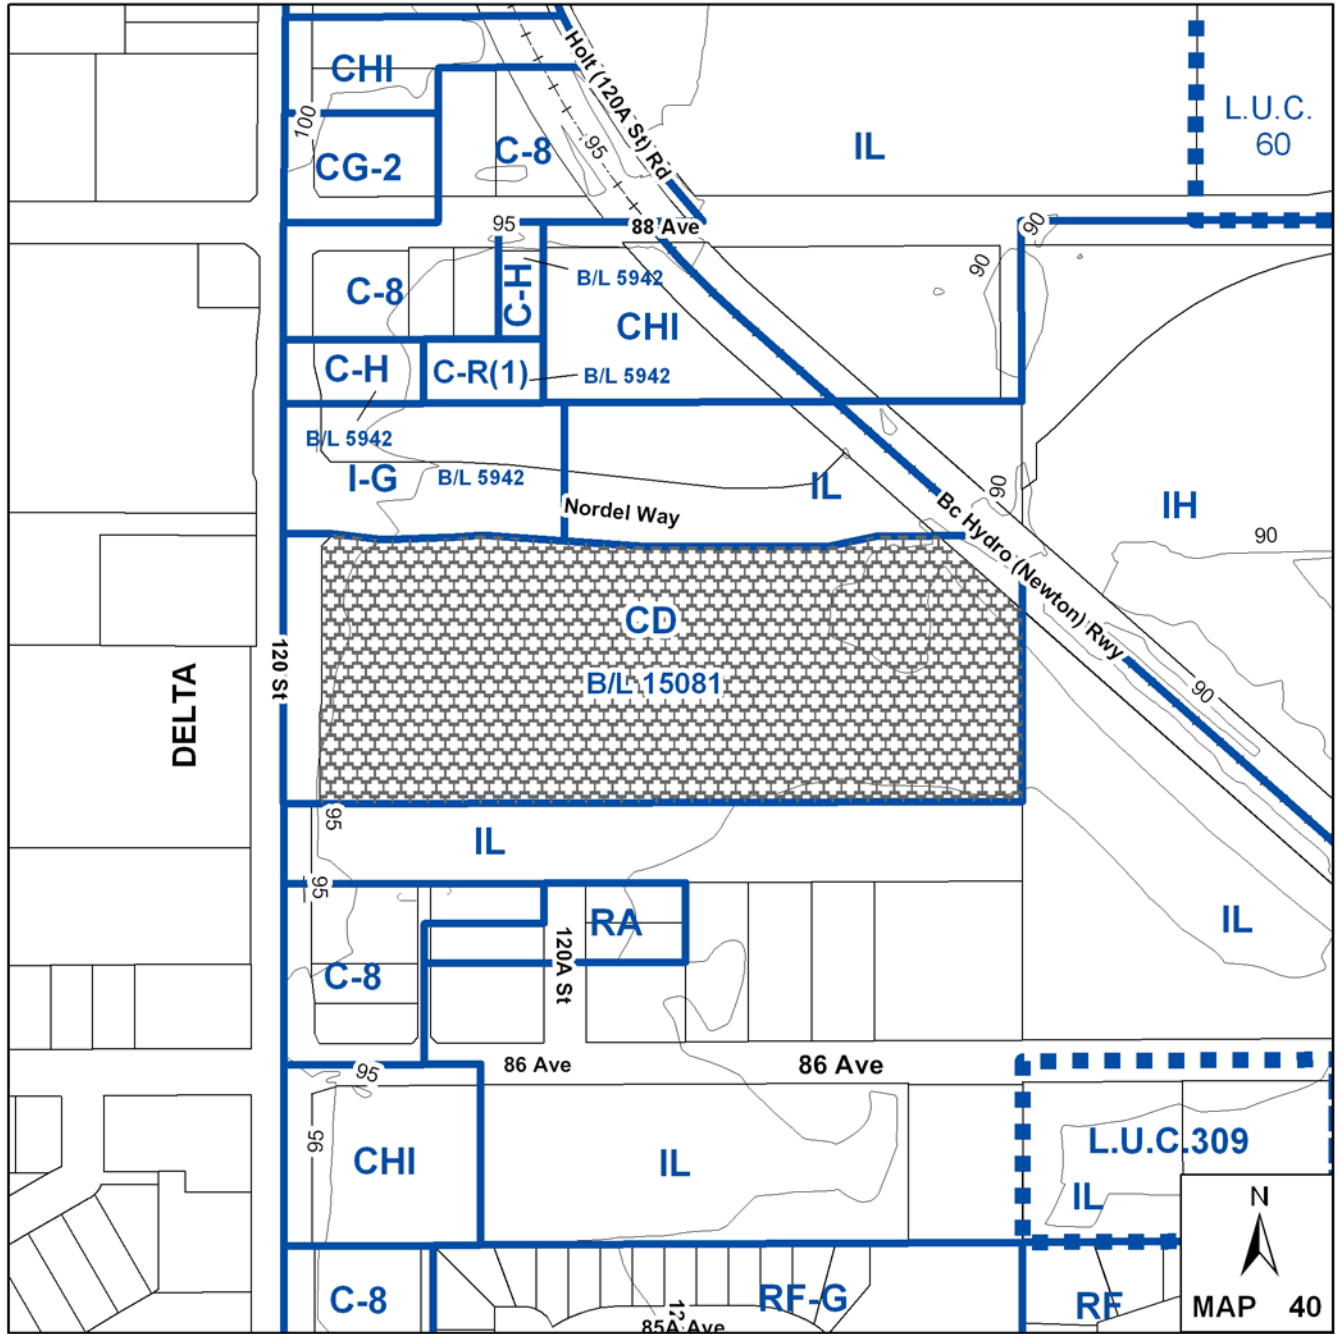 Holt (120A St) Rd
CHI
100
CG-2
C-8
95
IL
L.U.C.
60
95
88 Ave
90
90
C-8
C-H
B/L 5942
CHI
C-H
C-R(1)
B/L 5942
B/L 5942
I-G
B/L 5942
IL
Nordel Way
90
IH
90
Bc Hydro (Newton) Rwy
90
CD
B/L 15081
120 St
DELTA
95
IL
95
RA
120A St
C-8
IL
86 Ave
86 Ave
95
95
CHI
IL
L.U.C.309
IL
N
C-8
RF-G
RF
MAP 40
12
85A Ave